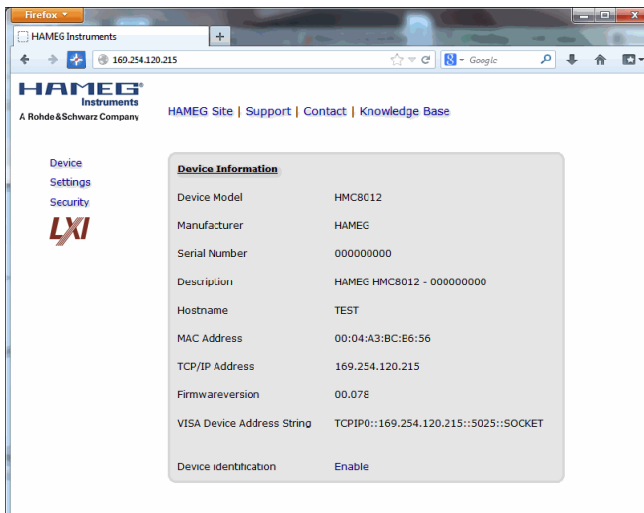 Firefox
HAMEG Instruments
+
169.254.120.215
Google
HAMEG®
Instruments
A Rohde & Schwarz Company
HAMEG Site | Support | Contact | Knowledge Base
Device
Settings
Security
LXI
Device Information
Device Model HMC8012
Manufacturer HAMEG
Serial Number 000000000
Description HAMEG HMC8012 - 000000000
Hostname TEST
MAC Address 00:04:A3:BC:E6:56
TCP/IP Address 169.254.120.215
Firmwareversion 00.078
VISA Device Address String TCPIP0::169.254.120.215::5025::SOCKET
Device identification Enable